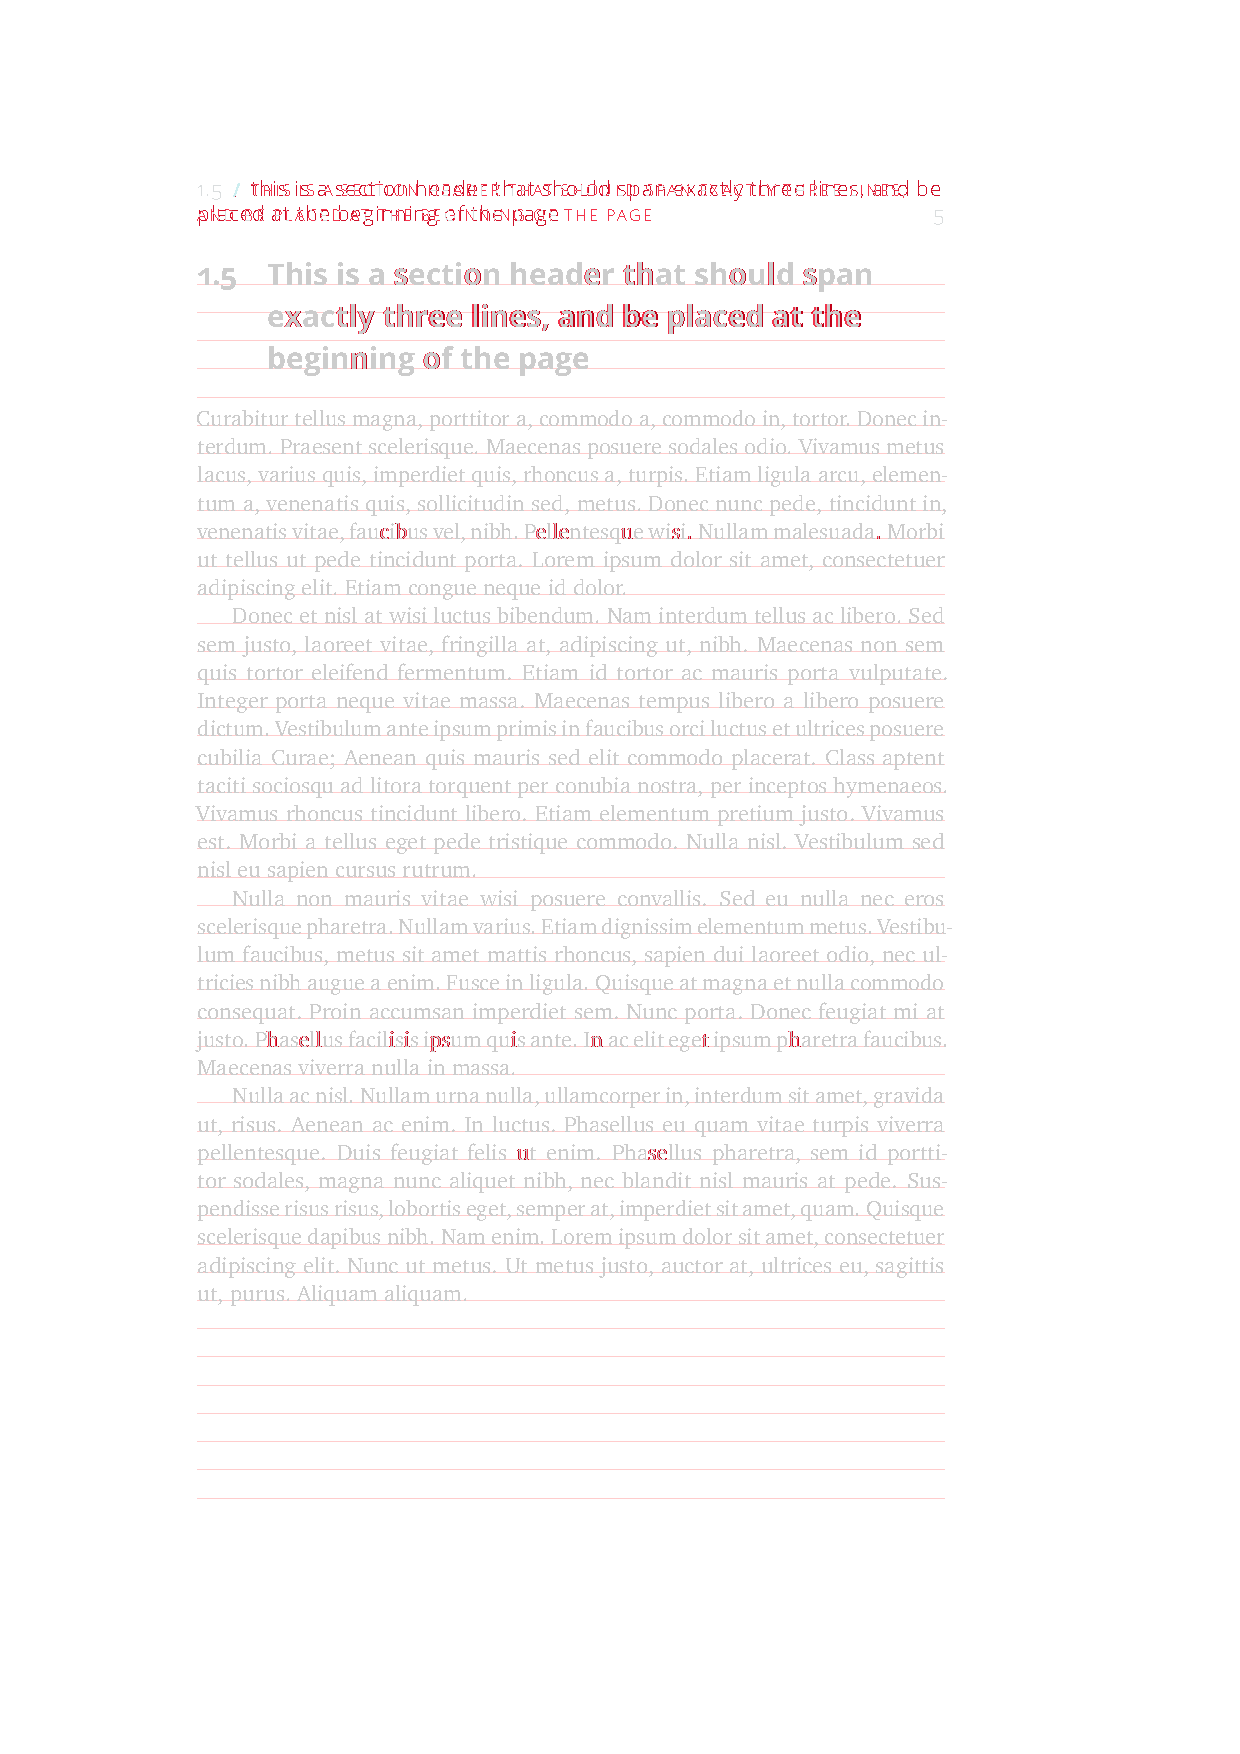 1.5 / this is a section header that should span exactly three lines, and be
placed at the beginning of the page THE PAGE 5
1.5 This is a section header that should span
exactly three lines, and be placed at the
beginning of the page
Curabitur tellus magna, porttitor a, commodo a, commodo in, tortor. Donec in-
terdum. Praesent scelerisque. Maecenas posuere sodales odio. Vivamus metus
lacus, varius quis, imperdiet quis, rhoncus a, turpis. Etiam ligula arcu, elemen-
tum a, venenatis quis, sollicitudin sed, metus. Donec nunc pede, tincidunt in,
venenatis vitae, faucibus vel, nibh. Pellentesque wisi. Nullam malesuada. Morbi
ut tellus ut pede tincidunt porta. Lorem ipsum dolor sit amet, consectetuer
adipiscing elit. Etiam congue neque id dolor.
Donec et nisl at wisi luctus bibendum. Nam interdum tellus ac libero. Sed
sem justo, laoreet vitae, fringilla at, adipiscing ut, nibh. Maecenas non sem
quis tortor eleifend fermentum. Etiam id tortor ac mauris porta vulputate.
Integer porta neque vitae massa. Maecenas tempus libero a libero posuere
dictum. Vestibulum ante ipsum primis in faucibus orci luctus et ultrices posuere
cubilia Curae; Aenean quis mauris sed elit commodo placerat. Class aptent
taciti sociosqu ad litora torquent per conubia nostra, per inceptos hymenaeos.
Vivamus rhoncus tincidunt libero. Etiam elementum pretium justo. Vivamus
est. Morbi a tellus eget pede tristique commodo. Nulla nisl. Vestibulum sed
nisl eu sapien cursus rutrum.
Nulla non mauris vitae wisi posuere convallis. Sed eu nulla nec eros
scelerisque pharetra. Nullam varius. Etiam dignissim elementum metus. Vestibu-
lum faucibus, metus sit amet mattis rhoncus, sapien dui laoreet odio, nec ul-
tricies nibh augue a enim. Fusce in ligula. Quisque at magna et nulla commodo
consequat. Proin accumsan imperdiet sem. Nunc porta. Donec feugiat mi at
justo. Phasellus facilisis ipsum quis ante. In ac elit eget ipsum pharetra faucibus.
Maecenas viverra nulla in massa.
Nulla ac nisl. Nullam urna nulla, ullamcorper in, interdum sit amet, gravida
ut, risus. Aenean ac enim. In luctus. Phasellus eu quam vitae turpis viverra
pellentesque. Duis feugiat felis ut enim. Phasellus pharetra, sem id portti-
tor sodales, magna nunc aliquet nibh, nec blandit nisl mauris at pede. Sus-
pendisse risus risus, lobortis eget, semper at, imperdiet sit amet, quam. Quisque
scelerisque dapibus nibh. Nam enim. Lorem ipsum dolor sit amet, consectetuer
adipiscing elit. Nunc ut metus. Ut metus justo, auctor at, ultrices eu, sagittis
ut, purus. Aliquam aliquam.